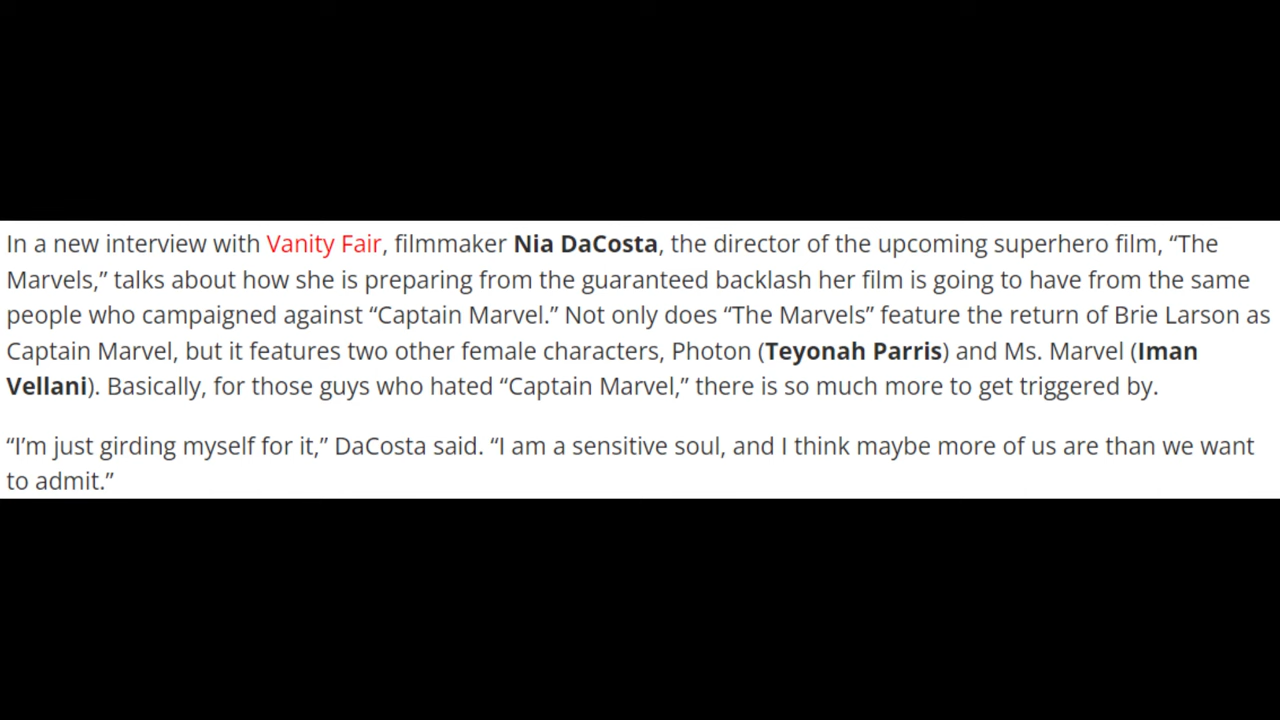 In a new interview with Vanity Fair, filmmaker Nia DaCosta, the director of the upcoming superhero film, “The
Marvels,” talks about how she is preparing from the guaranteed backlash her film is going to have from the same
people who campaigned against “Captain Marvel.” Not only does “The Marvels” feature the return of Brie Larson as
Captain Marvel, but it features two other female characters, Photon (Teyonah Parris) and Ms. Marvel (Iman
Vellani). Basically, for those guys who hated “Captain Marvel,” there is so much more to get triggered by.
“I’m just girding myself for it,” DaCosta said. “I am a sensitive soul, and I think maybe more of us are than we want
to admit.”